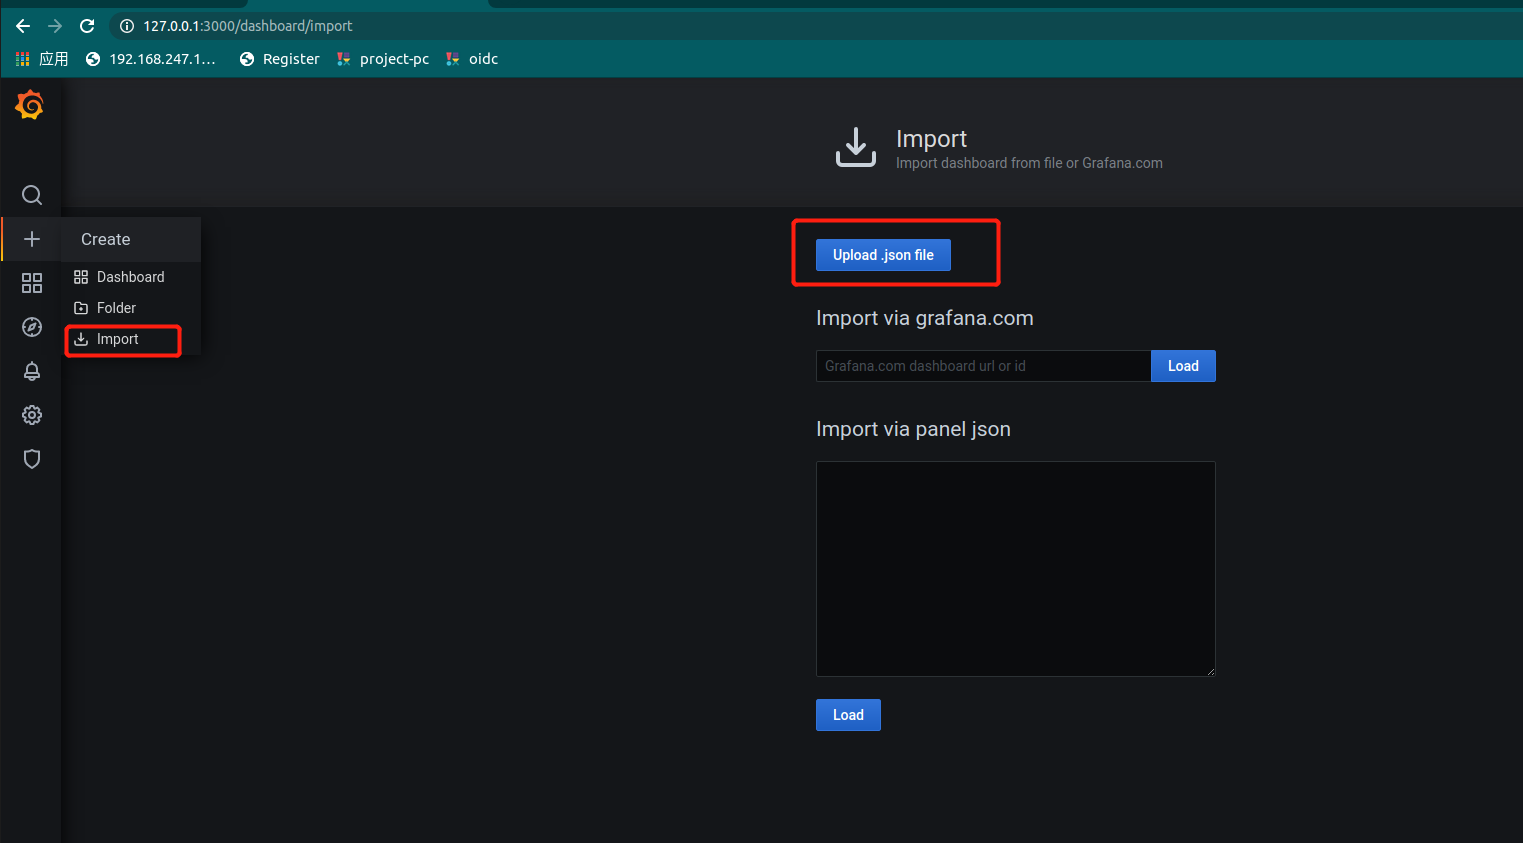 127.0.0.1:3000/dashboard/import
应用 192.168.247.1... Register project-pc oidc
Import
Import dashboard from file or Grafana.com
Create
Dashboard
Folder
Import
Upload .json file
Import via grafana.com
Grafana.com dashboard url or id Load
Import via panel json
Load